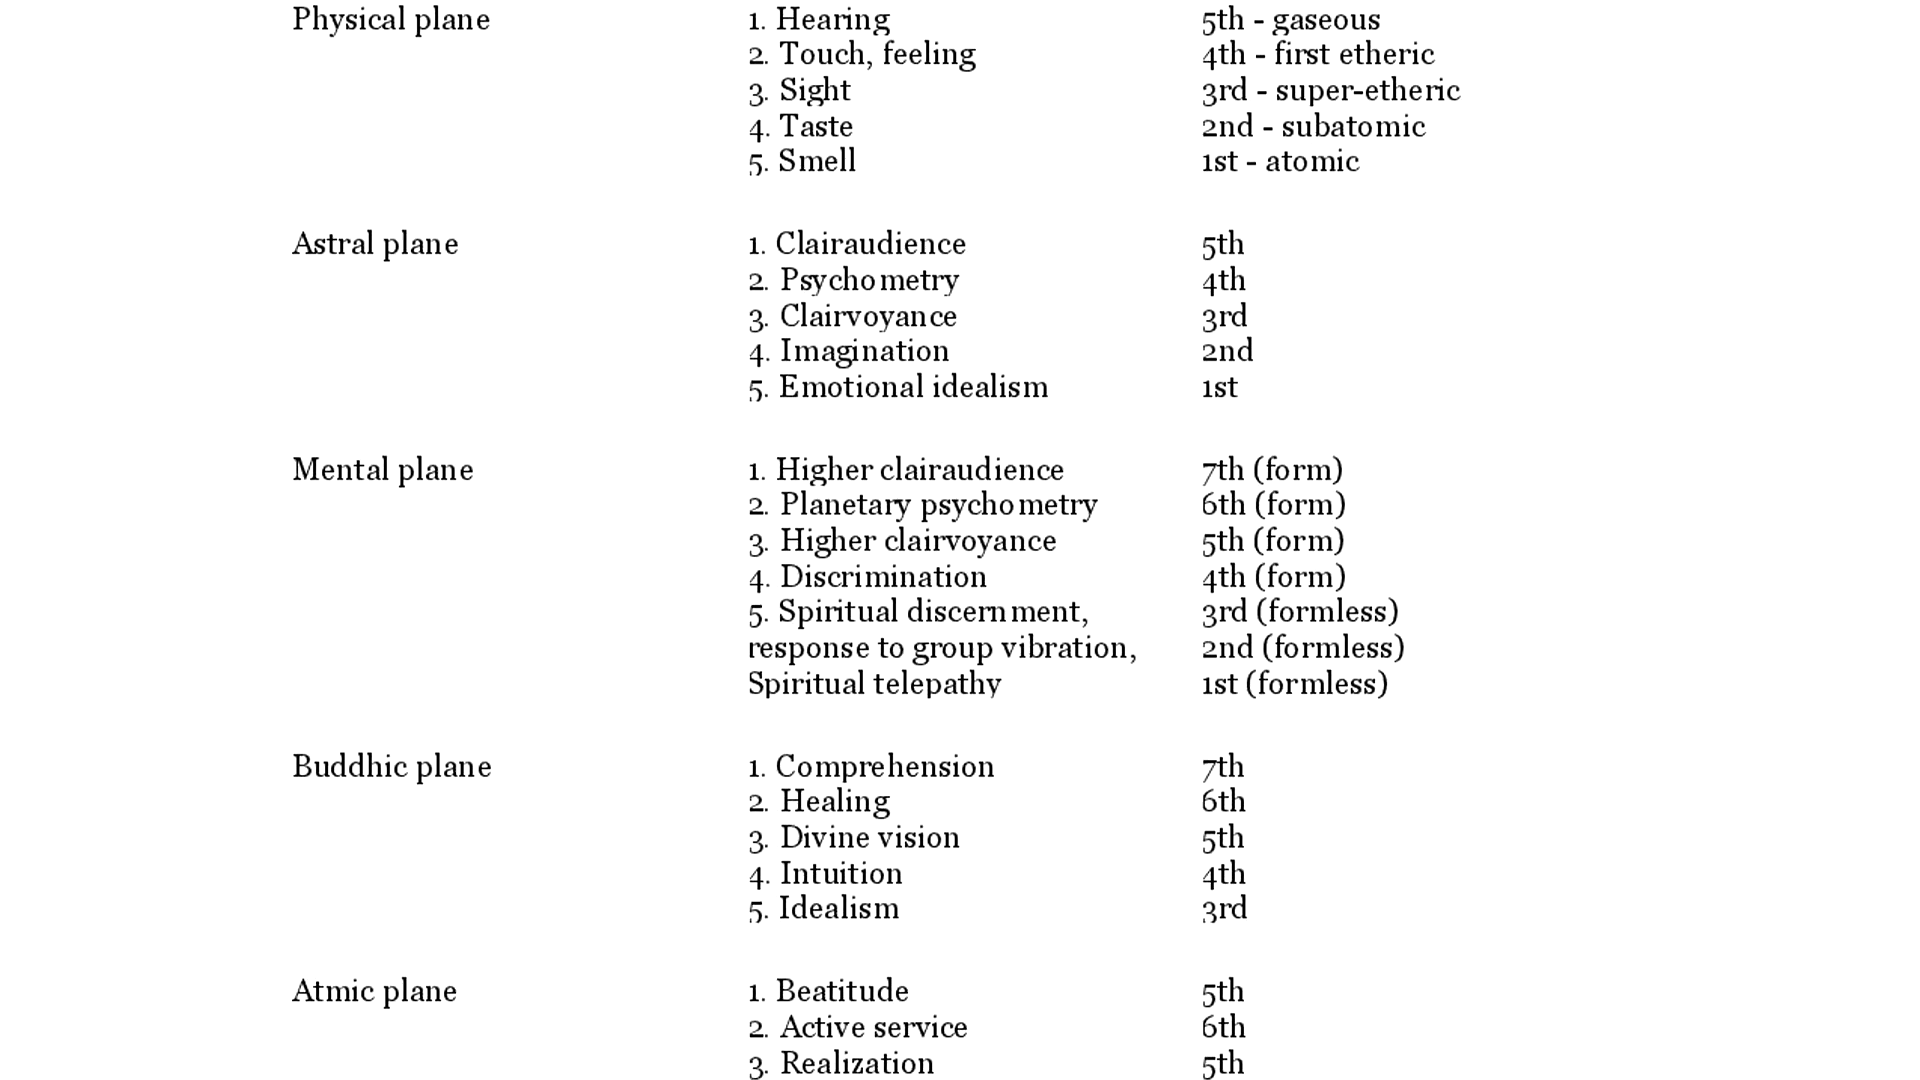 Physical plane 1. Hearing 5th - gaseous
2. Touch, feeling 4th - first etheric
3. Sight 3rd - super-etheric
4. Taste 2nd - subatomic
5. Smell 1st - atomic
Astral plane 1. Clairaudience 5th
2. Psychometry 4th
3. Clairvoyance 3rd
4. Imagination 2nd
5. Emotional idealism 1st
Mental plane 1. Higher clairaudience 7th (form)
2. Planetary psychometry 6th (form)
3. Higher clairvoyance 5th (form)
4. Discrimination 4th (form)
5. Spiritual discernment, 3rd (formless)
response to group vibration, 2nd (formless)
Spiritual telepathy 1st (formless)
Buddhic plane 1. Comprehension 7th
2. Healing 6th
3. Divine vision 5th
4. Intuition 4th
5. Idealism 3rd
Atmic plane 1. Beatitude 5th
2. Active service 6th
3. Realization 5th